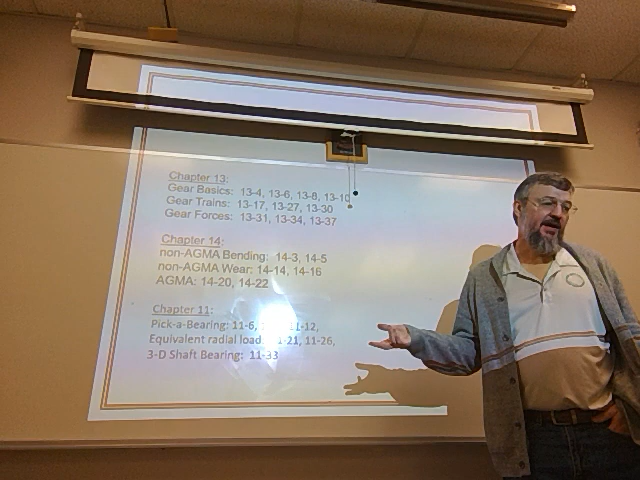 Chapter 13:
Gear Basics: 13-4, 13-6, 13-8, 13-10
Gear Trains: 13-17, 13-27, 13-30
Gear Forces: 13-31, 13-34, 13-37
Chapter 14:
non-AGMA Bending: 14-3, 14-5
non-AGMA Wear: 14-14, 14-16
AGMA: 14-20, 14-22
Chapter 11:
Pick-a-Bearing: 11-6, 11-12,
Equivalent radial load: 11-26,
3-D Shaft Bearing: 11-33